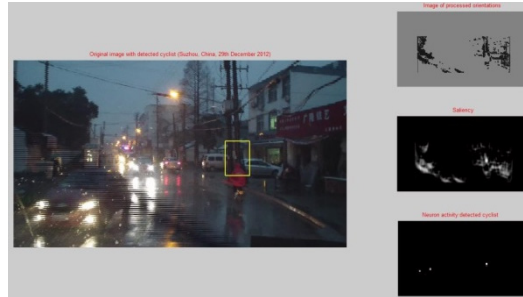 Original image with detected cyclist (Suzhou, China, 29th December 2012)
Image of processed orientations
Saliency
Neuron activity detected cyclist